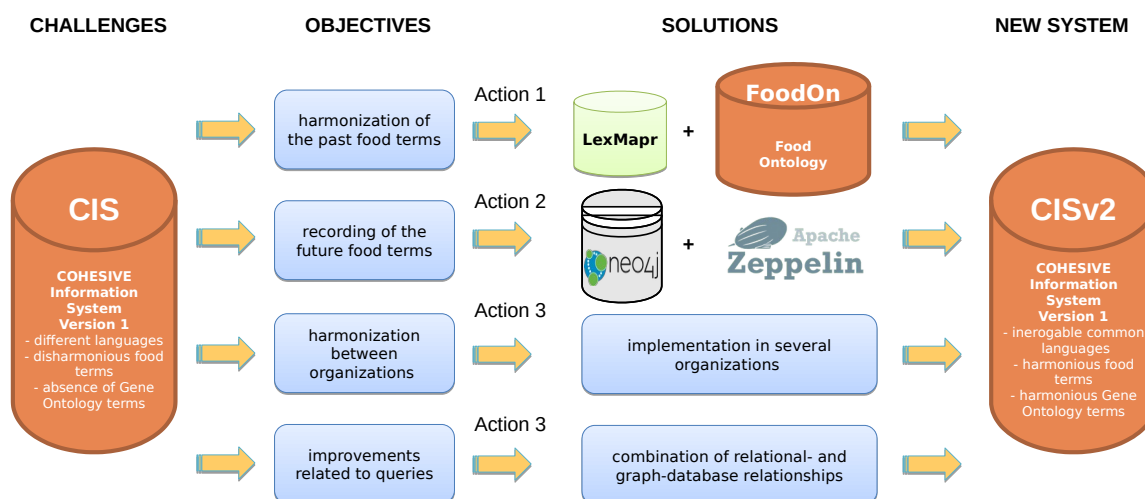 CHALLENGES
OBJECTIVES
SOLUTIONS
NEW SYSTEM
CIS
COHESIVE
Information
System
Version 1
- different languages
- disharmonious food
terms
- absence of Gene
Ontology terms
harmonization of
the past food terms
Action 1
LexMapr
+
FoodOn
Food
Ontology
recording of the
future food terms
Action 2
neo4j
+
Apache
Zeppelin
harmonization
between
organizations
Action 3
implementation in several
organizations
improvements
related to queries
Action 3
combination of relational- and
graph-database relationships
CISv2
COHESIVE
Information
System
Version 1
- inerogable common
languages
- harmonious food
terms
- harmonious Gene
Ontology terms